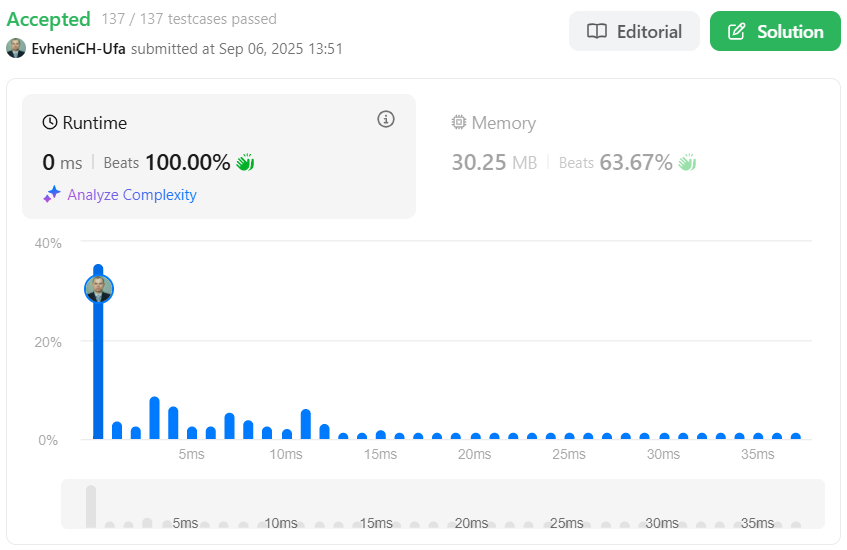 Accepted 137 / 137 testcases passed
EvheniCH-Ufa submitted at Sep 06, 2025 13:51
Editorial
Solution
Runtime
0 ms | Beats 100.00%
Analyze Complexity
Memory
30.25 MB | Beats 63.67%
40%
20%
0%
5ms 10ms 15ms 20ms 25ms 30ms 35ms
5ms 10ms 15ms 20ms 25ms 30ms 35ms